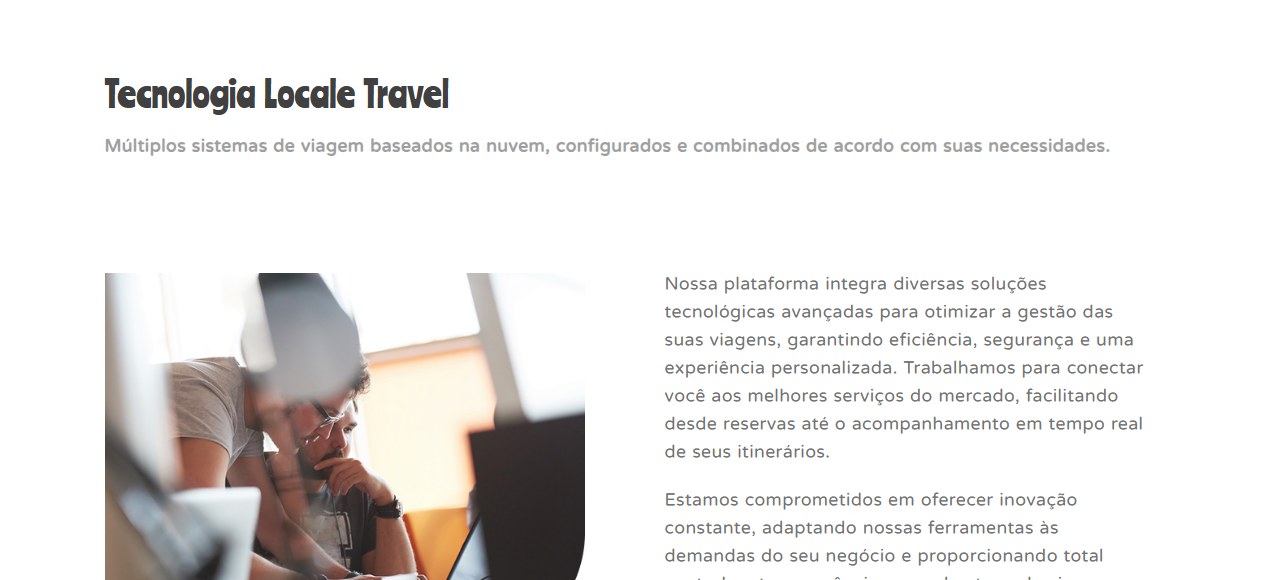 Tecnologia Locale Travel
Múltiplos sistemas de viagem baseados na nuvem, configurados e combinados de acordo com suas necessidades.
Nossa plataforma integra diversas soluções
tecnológicas avançadas para otimizar a gestão das
suas viagens, garantindo eficiência, segurança e uma
experiência personalizada. Trabalhamos para conectar
você aos melhores serviços do mercado, facilitando
desde reservas até o acompanhamento em tempo real
de seus itinerários.
Estamos comprometidos em oferecer inovação
constante, adaptando nossas ferramentas às
demandas do seu negócio e proporcionando total